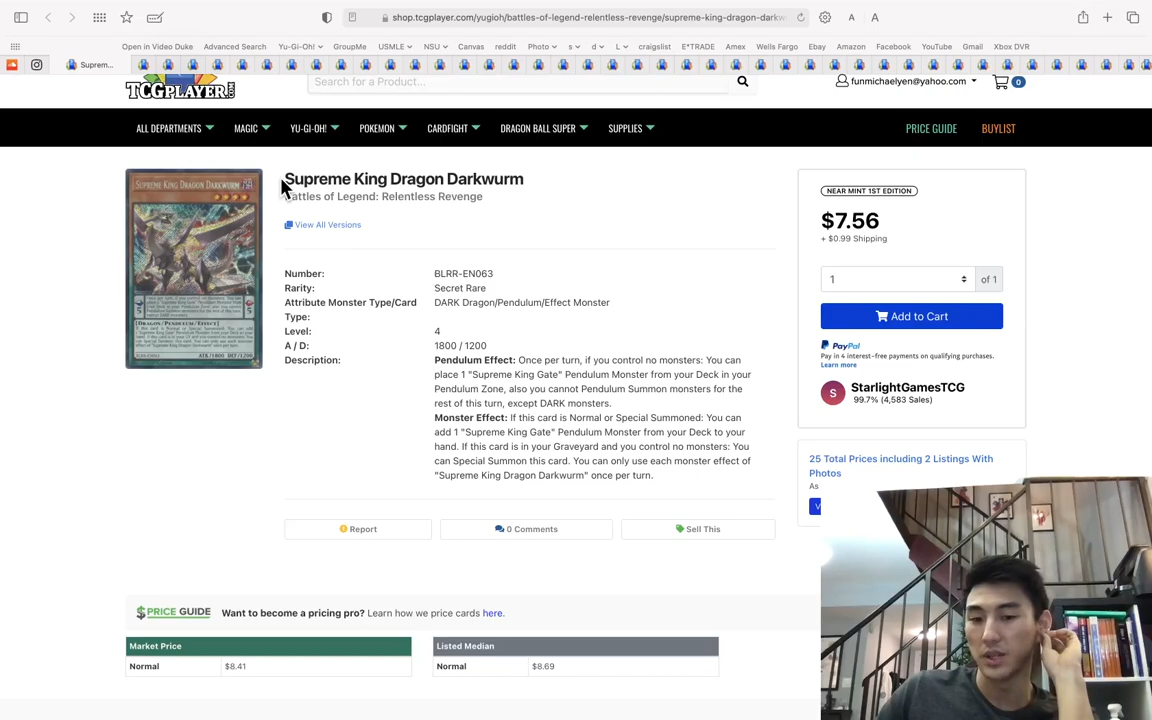 shop.tcgplayer.com/yugioh/battles-of-legend-relentless-revenge/supreme-king-dragon-darkw
A A
Open in Video Duke Advanced Search Yu-Gi-Oh! GroupMe USMLE NSU Canvas reddit Photo s d L craigslist E*TRADE Amex Wells Fargo Ebay Amazon Facebook YouTube Gmail Xbox DVR
Suprem...
TCGPLAYER.COM
Search for a Product...
funmichaelyen@yahoo.com
0
ALL DEPARTMENTS MAGIC YU-GI-OH! POKEMON CARDFIGHT DRAGON BALL SUPER SUPPLIES PRICE GUIDE BUYLIST
SUPREME KING DRAGON DARKWURM
Supreme King Dragon Darkwurm
Battles of Legend: Relentless Revenge
View All Versions
Number: BLRR-EN063
Rarity: Secret Rare
Attribute Monster Type/Card DARK Dragon/Pendulum/Effect Monster
Type:
Level: 4
A / D: 1800 / 1200
Description: Pendulum Effect: Once per turn, if you control no monsters: You can
place 1 "Supreme King Gate" Pendulum Monster from your Deck in your
Pendulum Zone, also you cannot Pendulum Summon monsters for the
rest of this turn, except DARK monsters.
Monster Effect: If this card is Normal or Special Summoned: You can
add 1 "Supreme King Gate" Pendulum Monster from your Deck to your
hand. If this card is in your Graveyard and you control no monsters: You
can Special Summon this card. You can only use each monster effect of
"Supreme King Dragon Darkwurm" once per turn.
Report
0 Comments
Sell This
NEAR MINT 1ST EDITION
$7.56
+ $0.99 Shipping
1 of 1
Add to Cart
PayPal
Pay in 4 interest-free payments on qualifying purchases.
Learn more
S StarlightGamesTCG
99.7% (4,583 Sales)
25 Total Prices including 2 Listings With
Photos
As
V
PRICE GUIDE Want to become a pricing pro? Learn how we price cards here.
Market Price
Normal $8.41
Listed Median
Normal $8.69